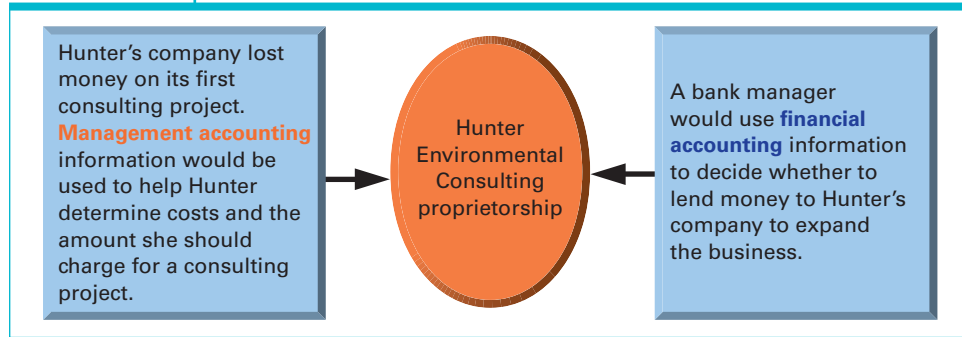 Hunter's company lost
money on its first
consulting project.
Management accounting
information would be
used to help Hunter
determine costs and the
amount she should
charge for a consulting
project.
Hunter
Environmental
Consulting
proprietorship
A bank manager
would use financial
accounting information
to decide whether to
lend money to Hunter's
company to expand
the business.